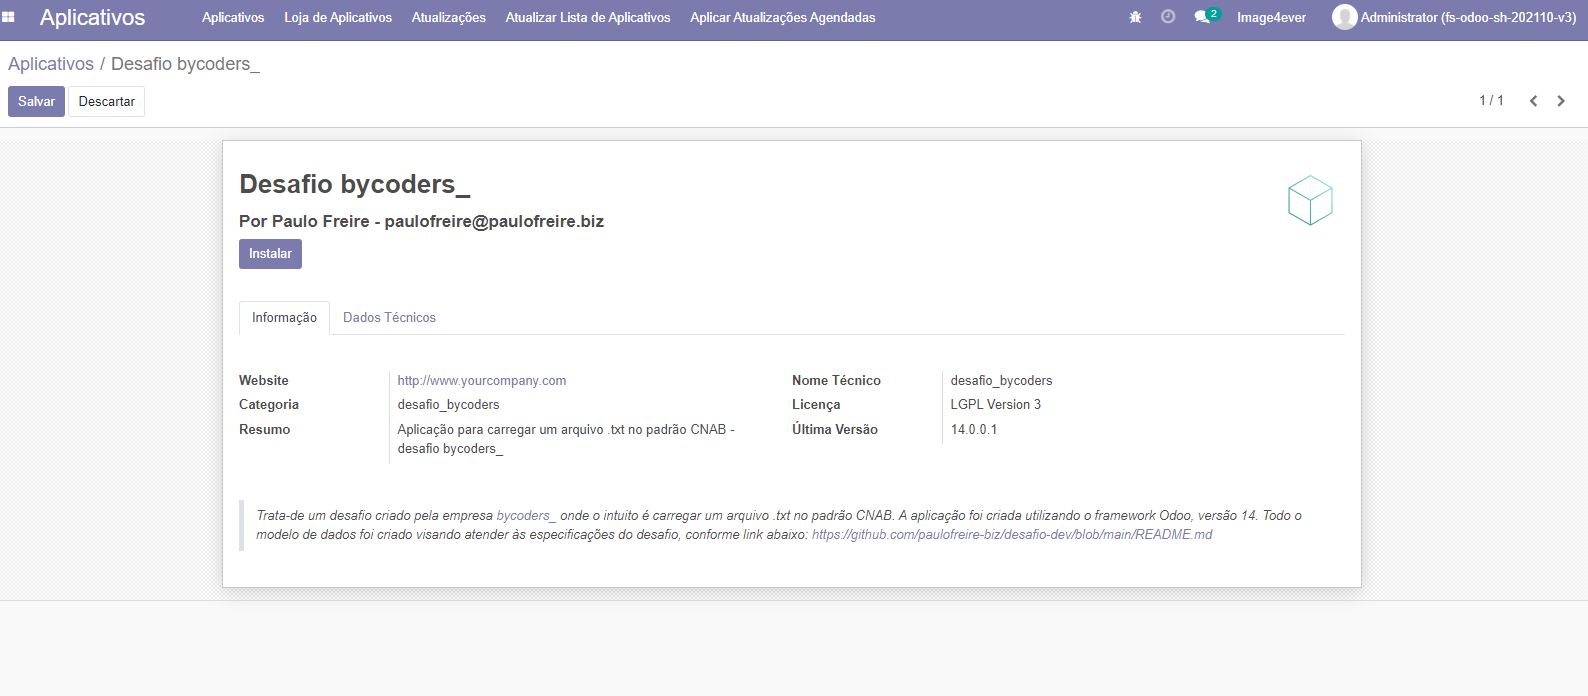 Aplicativos Aplicativos Loja de Aplicativos Atualizações Atualizar Lista de Aplicativos Aplicar Atualizações Agendadas 2 Image4ever Administrator (fs-odoo-sh-202110-v3)
Aplicativos / Desafio bycoders_
Salvar Descartar 1 / 1
Desafio bycoders_
Por Paulo Freire - paulofreire@paulofreire.biz
Instalar
Informação Dados Técnicos
Website http://www.yourcompany.com Nome Técnico desafio_bycoders
Categoria desafio_bycoders Licença LGPL Version 3
Resumo Aplicação para carregar um arquivo .txt no padrão CNAB - Última Versão 14.0.0.1
desafio bycoders_
Trata-de um desafio criado pela empresa bycoders_ onde o intuito é carregar um arquivo .txt no padrão CNAB. A aplicação foi criada utilizando o framework Odoo, versão 14. Todo o
modelo de dados foi criado visando atender às especificações do desafio, conforme link abaixo: https://github.com/paulofreire-biz/desafio-dev/blob/main/README.md